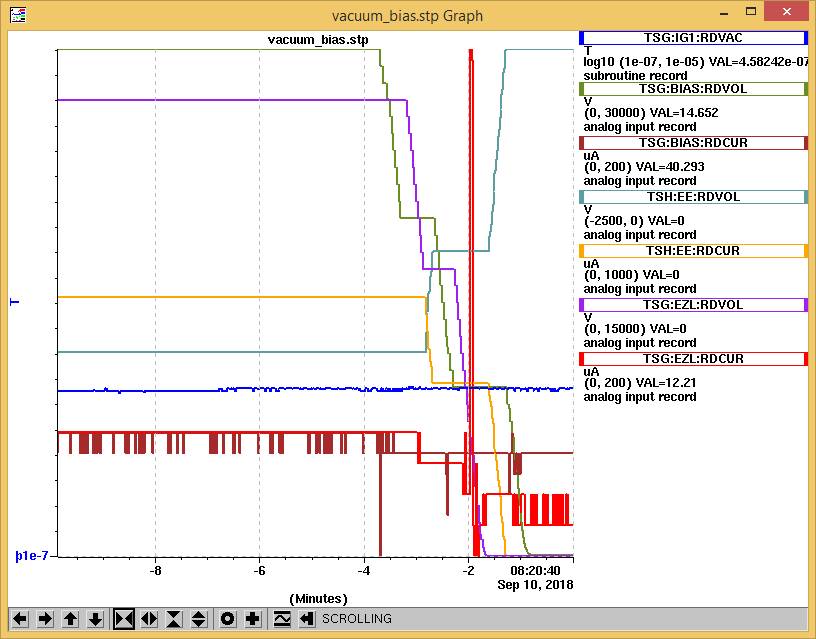 vacuum_bias.stp Graph
vacuum_bias.stp
TSG:IG1:RDVAC
T
log10 (1e-07, 1e-05) VAL=4.58242e-07
subroutine record
TSG:BIAS:RDVOL
V
(0, 30000) VAL=14.652
analog input record
TSG:BIAS:RDCUR
uA
(0, 200) VAL=40.293
analog input record
TSH:EE:RDVOL
V
(-2500, 0) VAL=0
analog input record
TSH:EE:RDCUR
uA
(0, 1000) VAL=0
analog input record
TSG:EZL:RDVOL
V
(0, 15000) VAL=0
analog input record
TSG:EZL:RDCUR
uA
(0, 200) VAL=12.21
analog input record
T
1e-7
-8 -6 -4 -2 08:20:40
Sep 10, 2018
(Minutes)
SCROLLING